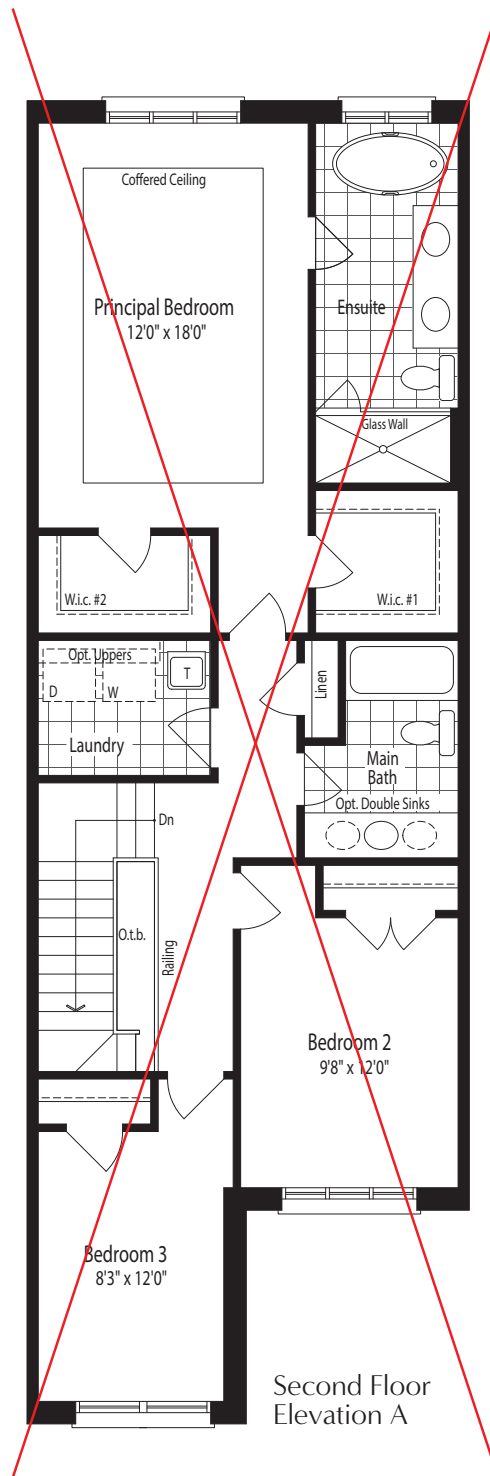 Coffered Ceiling
Principal Bedroom
12'0" x 18'0"
Ensuite
Glass Wall
W.i.c. #2
W.i.c. #1
Opt. Uppers
D
W
T
Laundry
Linen
Main
Bath
Opt. Double Sinks
Dn
O.t.b.
Railing
Bedroom 2
9'8" x 12'0"
Bedroom 3
8'3" x 12'0"
Second Floor
Elevation A